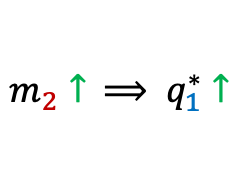 m₂ ↑ ⟹ q₁* ↑